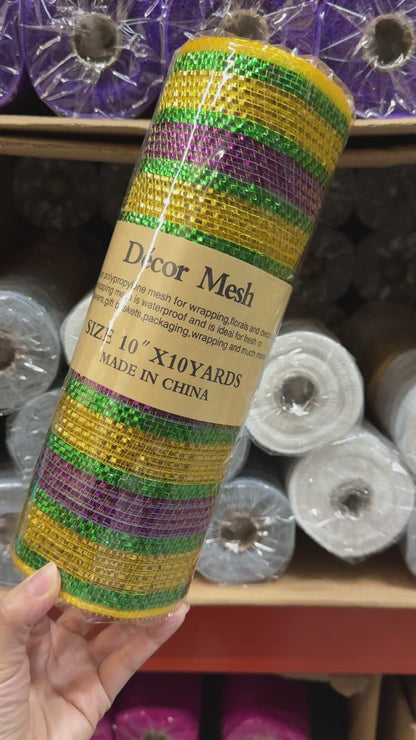 Décor Mesh
polypropylene mesh for wrapping,florals and decor
mesh is waterproof and is ideal for fresh or
gift baskets,packaging,wrapping and much more
SIZE 10" X10YARDS
MADE IN CHINA